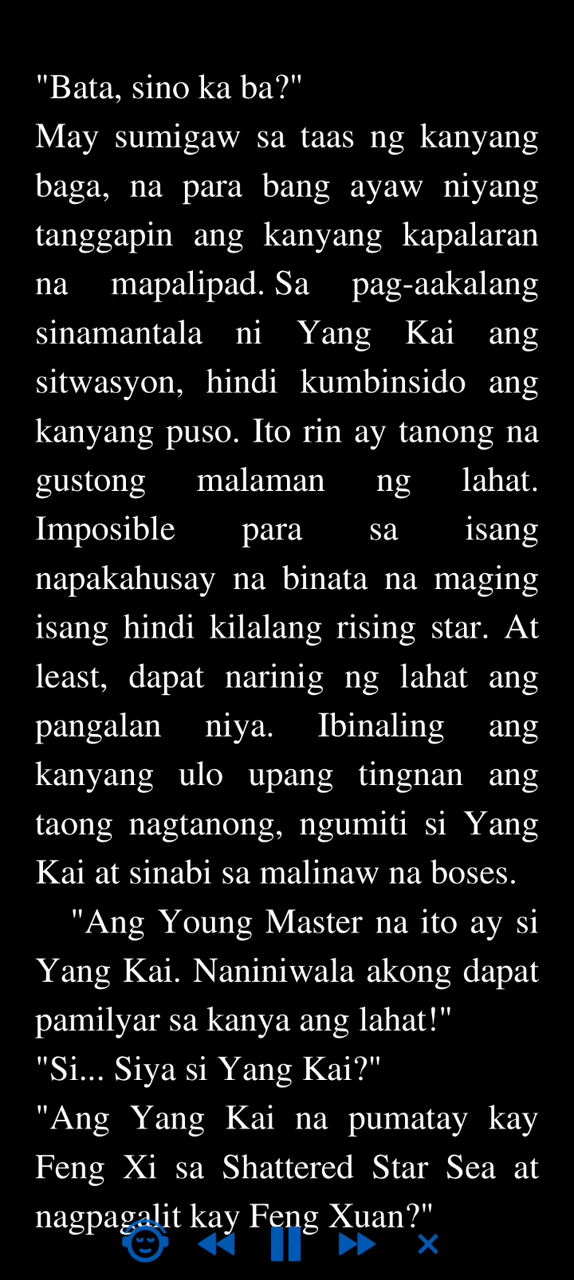 "Bata, sino ka ba?"
May sumigaw sa taas ng kanyang
baga, na para bang ayaw niyang
tanggapin ang kanyang kapalaran
na mapalipad. Sa pag-aakalang
sinamantala ni Yang Kai ang
sitwasyon, hindi kumbinsido ang
kanyang puso. Ito rin ay tanong na
gustong malaman ng lahat.
Imposible para sa isang
napakahusay na binata na maging
isang hindi kilalang rising star. At
least, dapat narinig ng lahat ang
pangalan niya. Ibinaling ang
kanyang ulo upang tingnan ang
taong nagtanong, ngumiti si Yang
Kai at sinabi sa malinaw na boses.
"Ang Young Master na ito ay si
Yang Kai. Naniniwala akong dapat
pamilyar sa kanya ang lahat!"
"Si... Siya si Yang Kai?"
"Ang Yang Kai na pumatay kay
Feng Xi sa Shattered Star Sea at
nagpagalit kay Feng Xuan?"